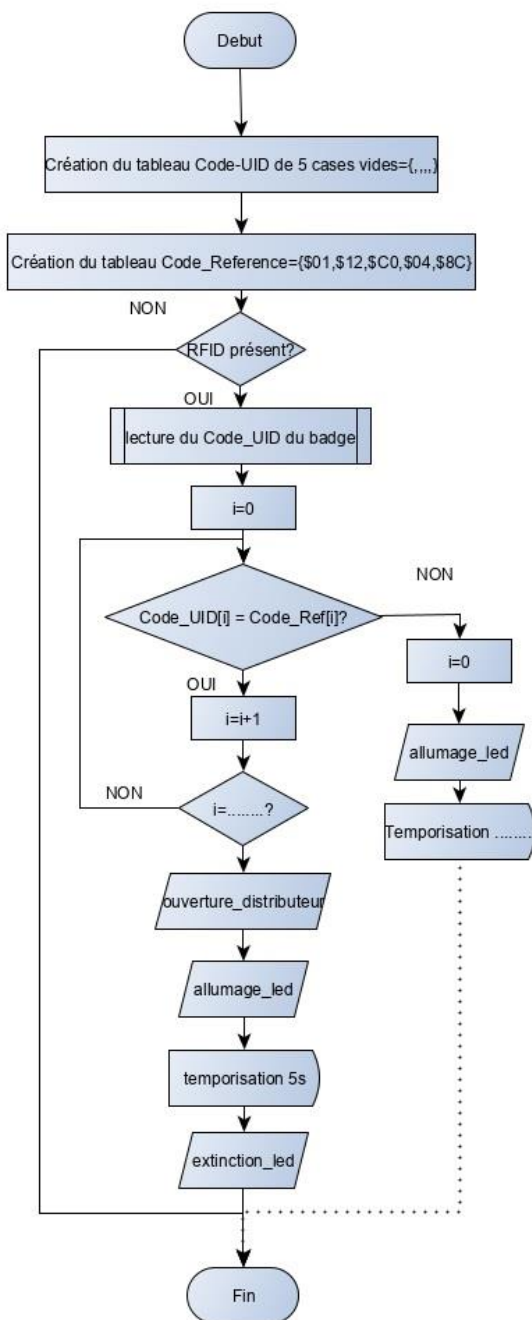 Debut
Création du tableau Code-UID de 5 cases vides={,,,,}
Création du tableau Code_Reference={$01,$12,$C0,$04,$8C}
NON
RFID présent?
OUI
lecture du Code_UID du badge
i=0
NON
Code_UID[i] = Code_Ref[i]?
i=0
OUI
i=i+1
allumage_led
NON
i=........?
Temporisation ........
ouverture_distributeur
allumage_led
temporisation 5s
extinction_led
Fin